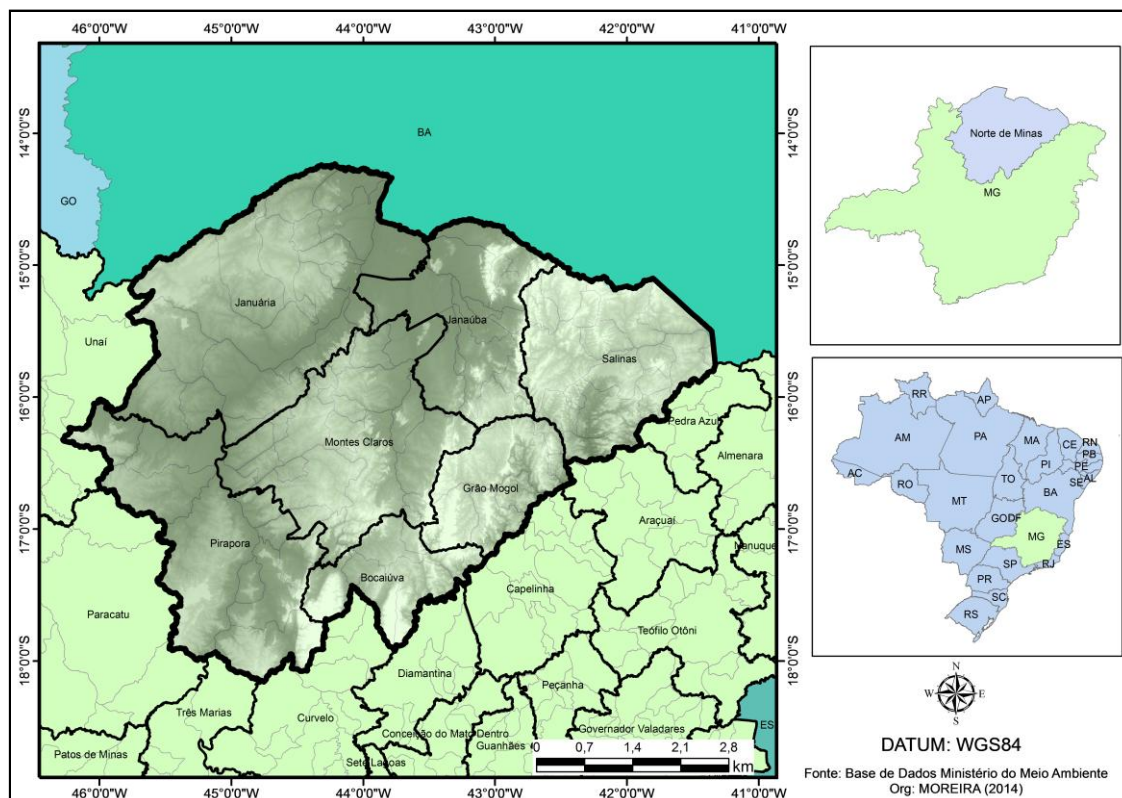 46°0'0"W 45°0'0"W 44°0'0"W 43°0'0"W 42°0'0"W 41°0'0"W
14°0'0"S
15°0'0"S
16°0'0"S
17°0'0"S
18°0'0"S
BA
GO
Unaí
Januária
Janaúba
Salinas
Pedra Azul
Almenara
Montes Claros
Grão Mogol
Araçuaí
Pirapora
Bocaiúva
Capelinha
Paracatu
Teófilo Otôni
Diamantina
Peçanha
Três Marias
Curvelo
Conceição do Mato Dentro
Guanhães
Governador Valadares
ES
Patos de Minas
Sete Lagoas
0 0,7 1,4 2,1 2,8
km
14°0'0"S
15°0'0"S
16°0'0"S
17°0'0"S
18°0'0"S
46°0'0"W 45°0'0"W 44°0'0"W 43°0'0"W 42°0'0"W 41°0'0"W
Norte de Minas
MG
RR
AP
AM
PA
MA
CE
RN
PB
PE
AL
SE
PI
AC
RO
TO
BA
MT
GO
DF
MG
ES
MS
SP
RJ
PR
SC
RS
N
W E
S
DATUM: WGS84
Fonte: Base de Dados Ministério do Meio Ambiente
Org: MOREIRA (2014)